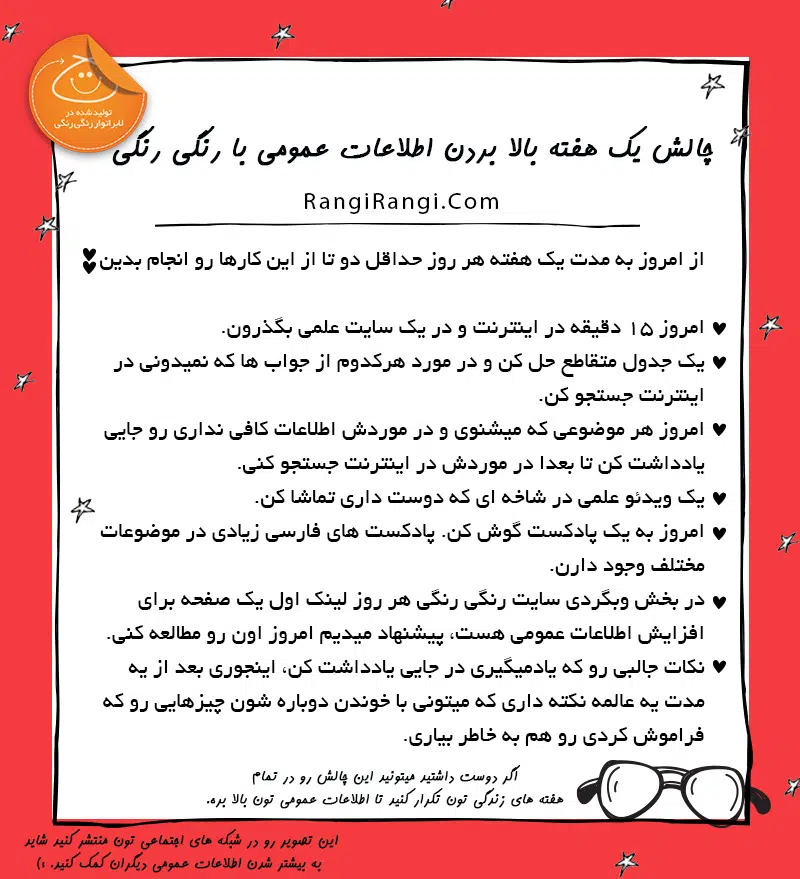 تولیدشده در
لابراتوار رنگی رنگی
چالش یک هفته بالا بردن اطلاعات عمومی با رنگی رنگی
RangiRangi.Com
از امروز به مدت یک هفته هر روز حداقل دو تا از این کارها رو انجام بدین
امروز ۱۵ دقیقه در اینترنت و در یک سایت علمی بگذرون.
یک جدول متقاطع حل کن و در مورد هرکدوم از جواب ها که نمیدونی در
اینترنت جستجو کن.
امروز هر موضوعی که میشنوی و در موردش اطلاعات کافی نداری رو جایی
یادداشت کن تا بعدا در موردش در اینترنت جستجو کنی.
یک ویدئو علمی در شاخه ای که دوست داری تماشا کن.
امروز به یک پادکست گوش کن. پادکست های فارسی زیادی در موضوعات
مختلف وجود دارن.
در بخش وبگردی سایت رنگی رنگی هر روز لینک اول یک صفحه برای
افزایش اطلاعات عمومی هست، پیشنهاد میدیم امروز اون رو مطالعه کنی.
نکات جالبی رو که یادمیگیری در جایی یادداشت کن، اینجوری بعد از یه
مدت یه عالمه نکته داری که میتونی با خوندن دوباره شون چیزهایی رو که
فراموش کردی رو هم به خاطر بیاری.
اگر دوست داشتید میتونید این چالش رو در تمام
هفته های زندگی تون تکرار کنید تا اطلاعات عمومی تون بالا بره.
این تصویر رو در شبکه های اجتماعی تون منتشر کنید شاید
به بیشتر شدن اطلاعات عمومی دیگران کمک کنید. :)